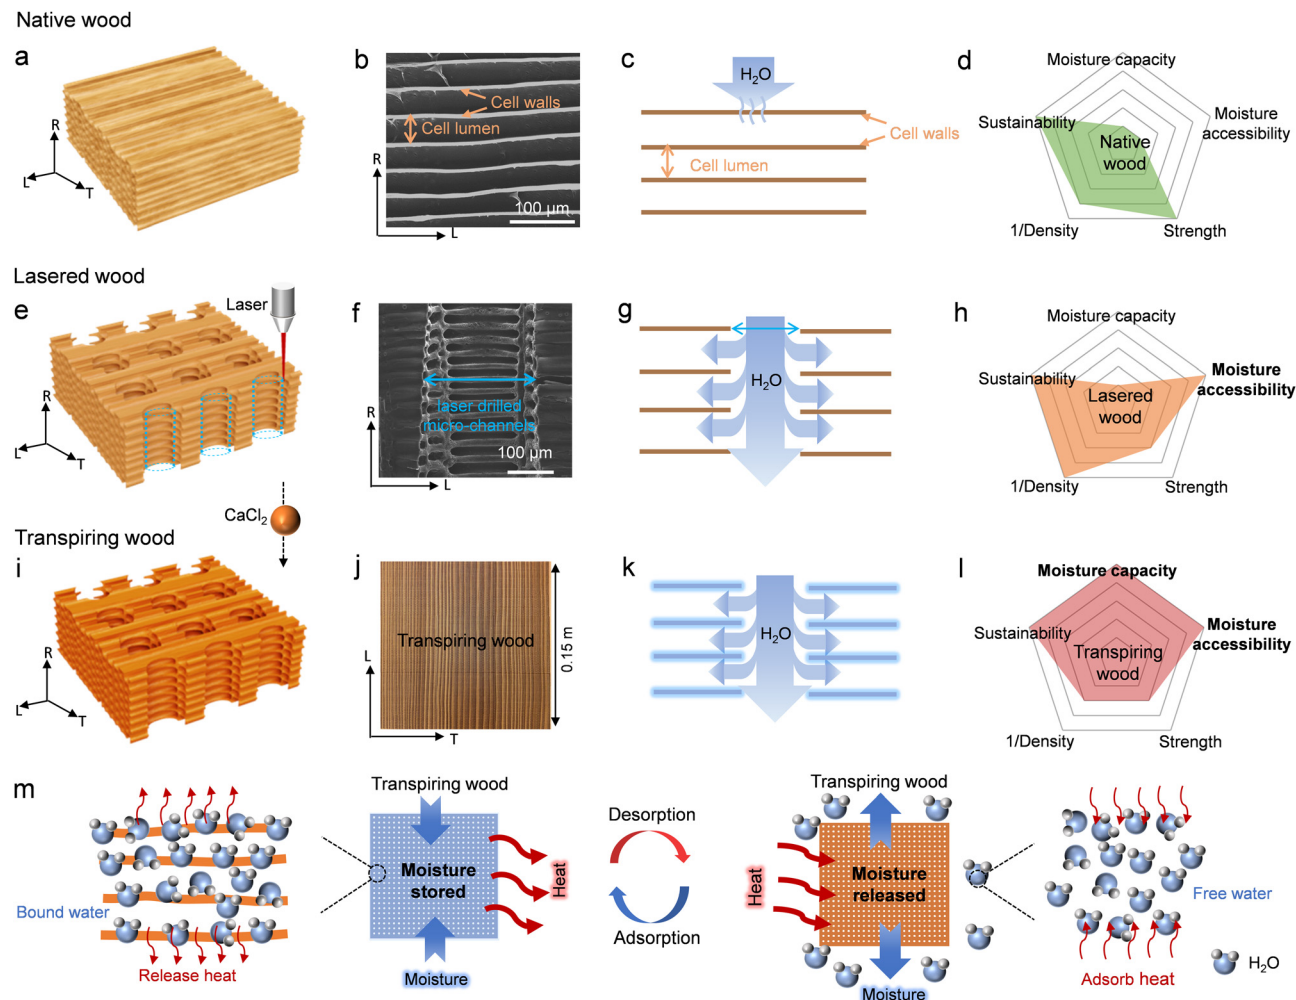 Native wood
a
R
L
T
b
Cell walls
Cell lumen
100 μm
R
L
c
H₂O
Cell walls
Cell lumen
d
Moisture capacity
Moisture
accessibility
Sustainability
Native
wood
1/Density
Strength
Lasered wood
e
Laser
R
L
T
f
laser drilled
micro-channels
100 μm
R
L
g
H₂O
h
Moisture capacity
Moisture
accessibility
Sustainability
Lasered
wood
1/Density
Strength
CaCl₂
Transpiring wood
i
R
L
T
j
Transpiring wood
0.15 m
L
T
k
H₂O
l
Moisture capacity
Moisture
accessibility
Sustainability
Transpiring
wood
1/Density
Strength
m
Bound water
Release heat
Transpiring wood
Moisture
stored
Heat
Moisture
Desorption
Adsorption
Transpiring wood
Heat
Moisture
released
Moisture
Free water
Adsorb heat
H₂O